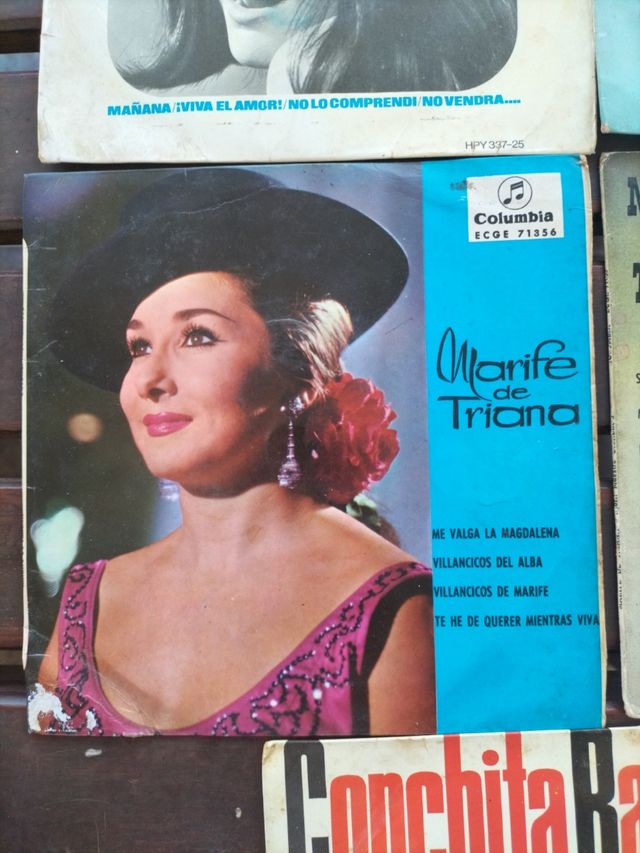 MAÑANA/¡VIVA EL AMOR!/NO LO COMPRENDI/NO VENDRA....
HPY 337-25
Columbia
ECGE 71356
Marife
de
Triana
ME VALGA LA MAGDALENA
VILLANCICOS DEL ALBA
VILLANCICOS DE MARIFE
TE HE DE QUERER MIENTRAS VIVA
Conchita Ba